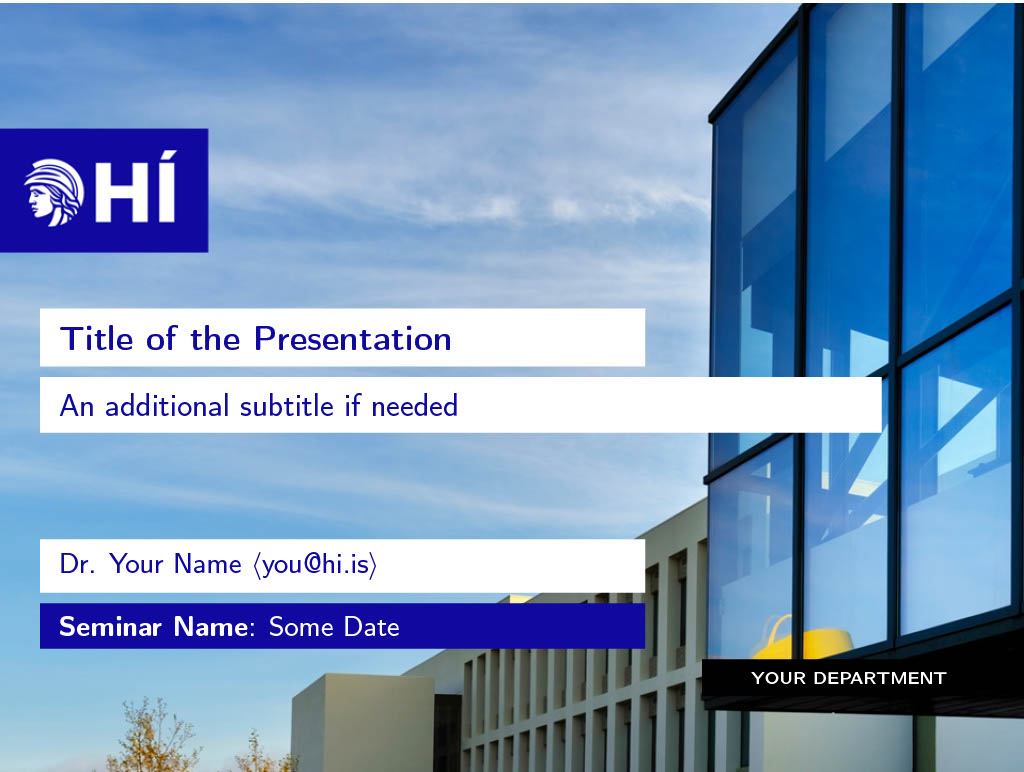 HÍ
Title of the Presentation
An additional subtitle if needed
Dr. Your Name ⟨you@hi.is⟩
Seminar Name: Some Date
YOUR DEPARTMENT